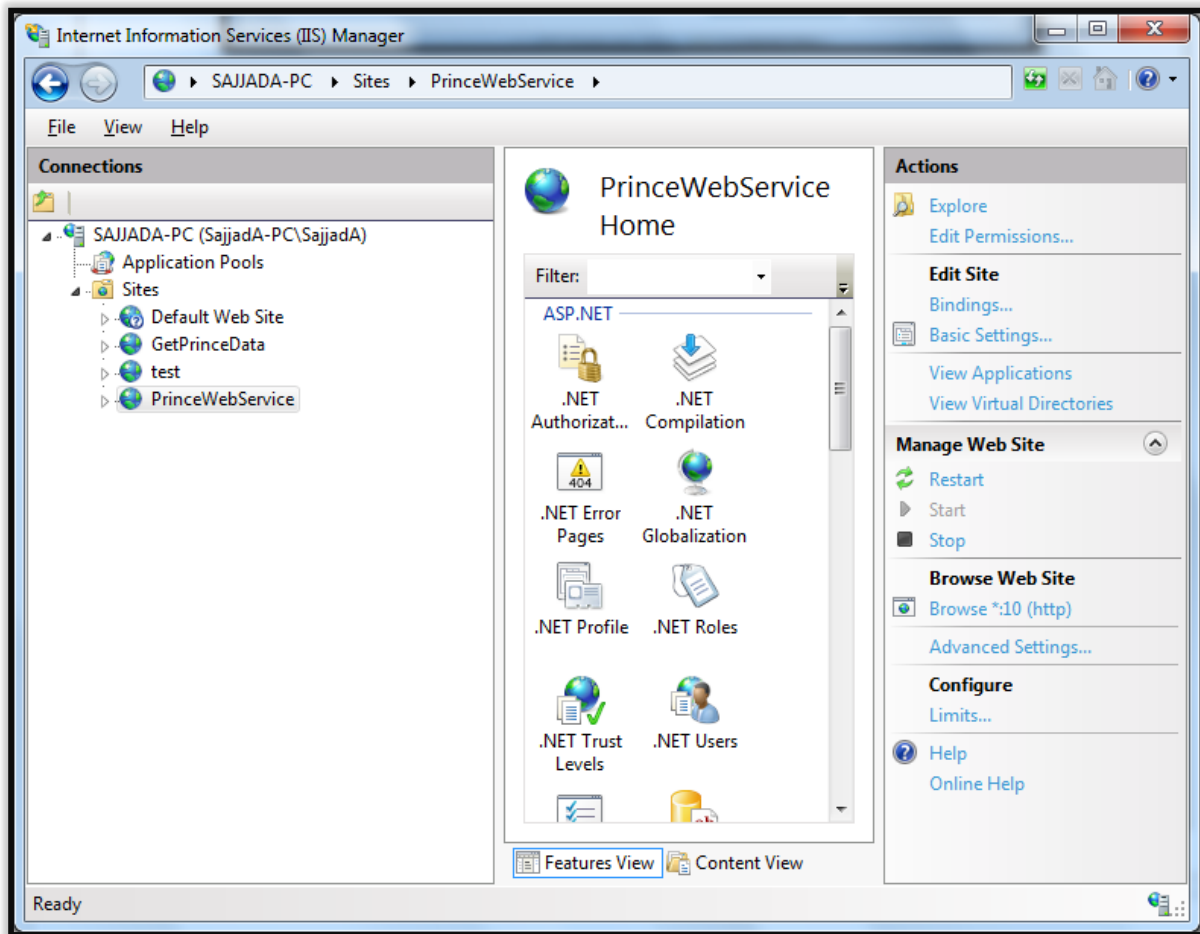 Internet Information Services (IIS) Manager
SAJJADA-PC Sites PrinceWebService
File View Help
Connections
SAJJADA-PC (SajjadA-PC\SajjadA)
Application Pools
Sites
Default Web Site
GetPrinceData
test
PrinceWebService
PrinceWebService
Home
Filter:
ASP.NET
.NET
Authorizat...
.NET
Compilation
404
.NET Error
Pages
.NET
Globalization
.NET Profile
.NET Roles
.NET Trust
Levels
.NET Users
ab
Features View
Content View
Actions
Explore
Edit Permissions...
Edit Site
Bindings...
Basic Settings...
View Applications
View Virtual Directories
Manage Web Site
Restart
Start
Stop
Browse Web Site
Browse *:10 (http)
Advanced Settings...
Configure
Limits...
Help
Online Help
Ready